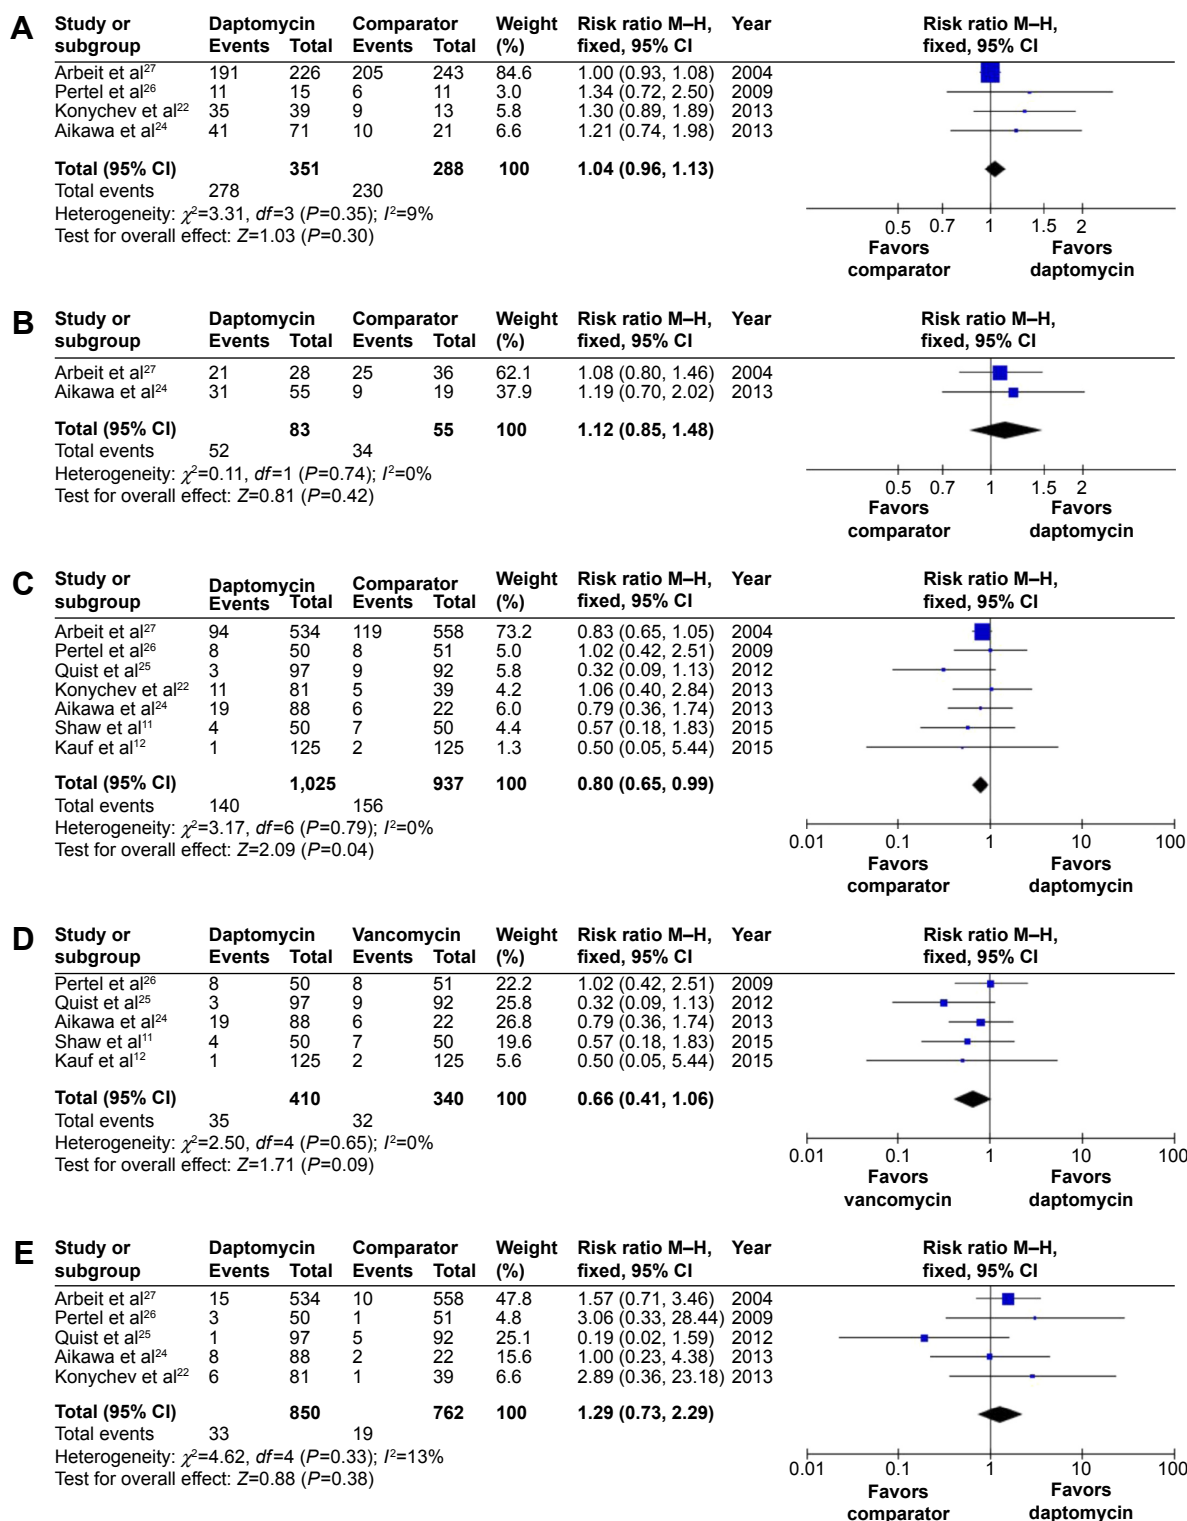 A
Study or Daptomycin Comparator Weight Risk ratio M–H, Year Risk ratio M–H,
subgroup Events Total Events Total (%) fixed, 95% CI fixed, 95% CI
Arbeit et al²⁷ 191 226 205 243 84.6 1.00 (0.93, 1.08) 2004
Pertel et al²⁶ 11 15 6 11 3.0 1.34 (0.72, 2.50) 2009
Konychev et al²² 35 39 9 13 5.8 1.30 (0.89, 1.89) 2013
Aikawa et al²⁴ 41 71 10 21 6.6 1.21 (0.74, 1.98) 2013
Total (95% CI) 351 288 100 1.04 (0.96, 1.13)
Total events 278 230
Heterogeneity: χ²=3.31, df=3 (P=0.35); I²=9%
Test for overall effect: Z=1.03 (P=0.30)
0.5 0.7 1 1.5 2
Favors Favors
comparator daptomycin
B
Study or Daptomycin Comparator Weight Risk ratio M–H, Year Risk ratio M–H,
subgroup Events Total Events Total (%) fixed, 95% CI fixed, 95% CI
Arbeit et al²⁷ 21 28 25 36 62.1 1.08 (0.80, 1.46) 2004
Aikawa et al²⁴ 31 55 9 19 37.9 1.19 (0.70, 2.02) 2013
Total (95% CI) 83 55 100 1.12 (0.85, 1.48)
Total events 52 34
Heterogeneity: χ²=0.11, df=1 (P=0.74); I²=0%
Test for overall effect: Z=0.81 (P=0.42)
0.5 0.7 1 1.5 2
Favors Favors
comparator daptomycin
C
Study or Daptomycin Comparator Weight Risk ratio M–H, Year Risk ratio M–H,
subgroup Events Total Events Total (%) fixed, 95% CI fixed, 95% CI
Arbeit et al²⁷ 94 534 119 558 73.2 0.83 (0.65, 1.05) 2004
Pertel et al²⁶ 8 50 8 51 5.0 1.02 (0.42, 2.51) 2009
Quist et al²⁵ 3 97 9 92 5.8 0.32 (0.09, 1.13) 2012
Konychev et al²² 11 81 5 39 4.2 1.06 (0.40, 2.84) 2013
Aikawa et al²⁴ 19 88 6 22 6.0 0.79 (0.36, 1.74) 2013
Shaw et al¹¹ 4 50 7 50 4.4 0.57 (0.18, 1.83) 2015
Kauf et al¹² 1 125 2 125 1.3 0.50 (0.05, 5.44) 2015
Total (95% CI) 1,025 937 100 0.80 (0.65, 0.99)
Total events 140 156
Heterogeneity: χ²=3.17, df=6 (P=0.79); I²=0%
Test for overall effect: Z=2.09 (P=0.04)
0.01 0.1 1 10 100
Favors Favors
comparator daptomycin
D
Study or Daptomycin Vancomycin Weight Risk ratio M–H, Year Risk ratio M–H,
subgroup Events Total Events Total (%) fixed, 95% CI fixed, 95% CI
Pertel et al²⁶ 8 50 8 51 22.2 1.02 (0.42, 2.51) 2009
Quist et al²⁵ 3 97 9 92 25.8 0.32 (0.09, 1.13) 2012
Aikawa et al²⁴ 19 88 6 22 26.8 0.79 (0.36, 1.74) 2013
Shaw et al¹¹ 4 50 7 50 19.6 0.57 (0.18, 1.83) 2015
Kauf et al¹² 1 125 2 125 5.6 0.50 (0.05, 5.44) 2015
Total (95% CI) 410 340 100 0.66 (0.41, 1.06)
Total events 35 32
Heterogeneity: χ²=2.50, df=4 (P=0.65); I²=0%
Test for overall effect: Z=1.71 (P=0.09)
0.01 0.1 1 10 100
Favors Favors
vancomycin daptomycin
E
Study or Daptomycin Comparator Weight Risk ratio M–H, Year Risk ratio M–H,
subgroup Events Total Events Total (%) fixed, 95% CI fixed, 95% CI
Arbeit et al²⁷ 15 534 10 558 47.8 1.57 (0.71, 3.46) 2004
Pertel et al²⁶ 3 50 1 51 4.8 3.06 (0.33, 28.44) 2009
Quist et al²⁵ 1 97 5 92 25.1 0.19 (0.02, 1.59) 2012
Aikawa et al²⁴ 8 88 2 22 15.6 1.00 (0.23, 4.38) 2013
Konychev et al²² 6 81 1 39 6.6 2.89 (0.36, 23.18) 2013
Total (95% CI) 850 762 100 1.29 (0.73, 2.29)
Total events 33 19
Heterogeneity: χ²=4.62, df=4 (P=0.33); I²=13%
Test for overall effect: Z=0.88 (P=0.38)
0.01 0.1 1 10 100
Favors Favors
comparator daptomycin